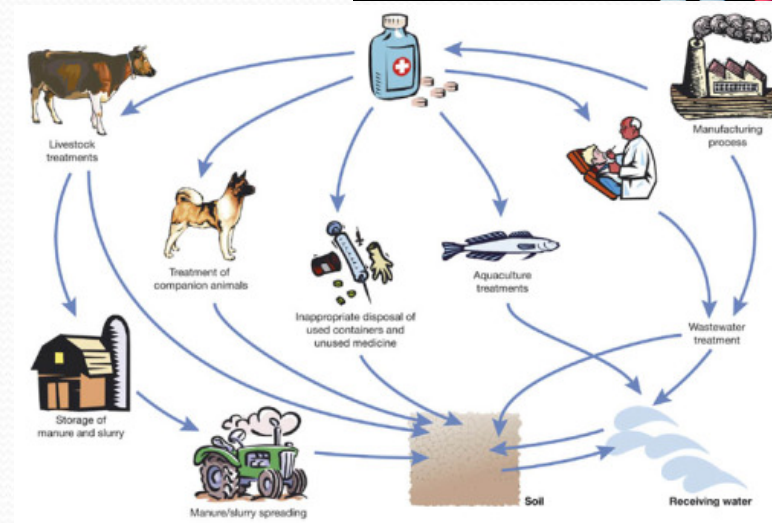 Manufacturing
process
Livestock
treatments
Treatment of
companion animals
Aquaculture
treatments
Inappropriate disposal of
used containers and
unused medicine
Wastewater
treatment
Storage of
manure and slurry
Manure/slurry spreading
Soil
Receiving water